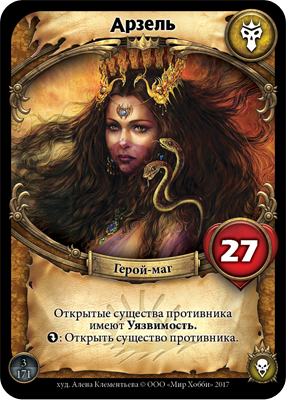 Арзель
27
Герой-маг
Открытые существа противника
имеют Уязвимость.
: Открыть существо противника.
3
171
худ. Алена Клементьева © ООО «Мир Хобби» 2017